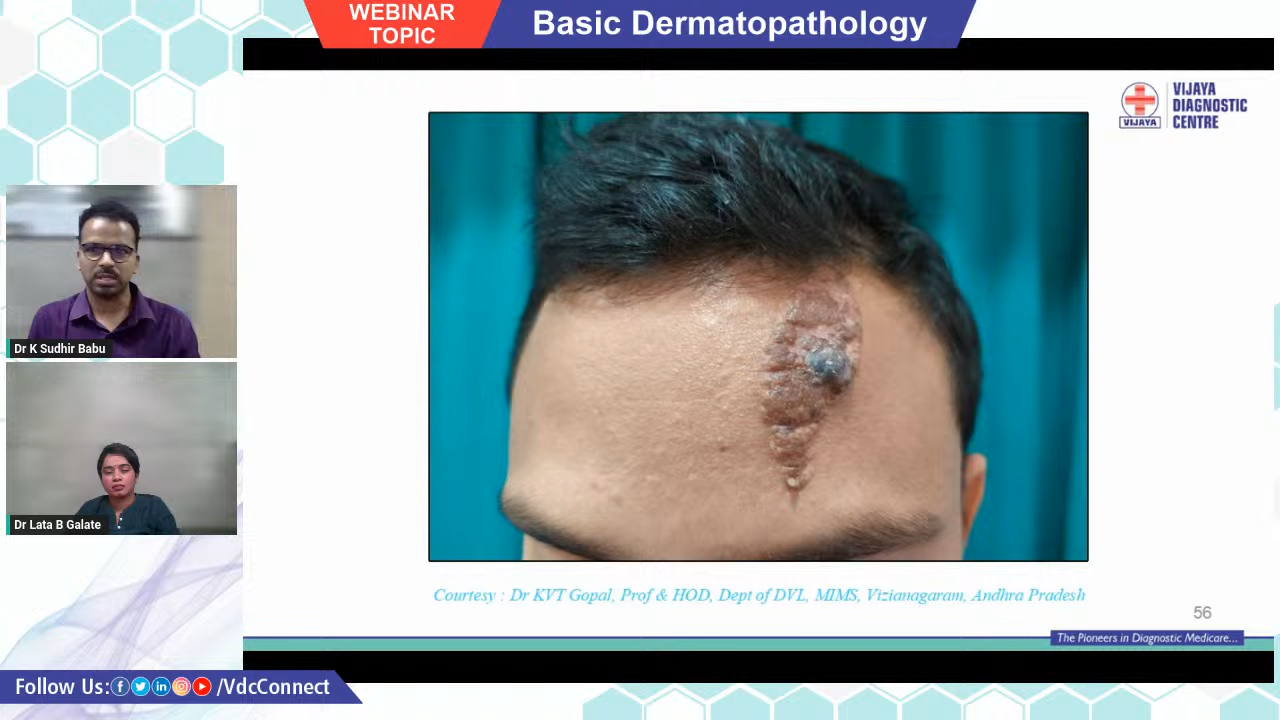 WEBINAR
TOPIC
Basic Dermatopathology
VIJAYA
VIJAYA
DIAGNOSTIC
CENTRE
Dr K Sudhir Babu
Dr Lata B Galate
Courtesy : Dr KVT Gopal, Prof & HOD, Dept of DVL, MIMS, Vizianagaram, Andhra Pradesh
56
The Pioneers in Diagnostic Medicare...
Follow Us: /VdcConnect